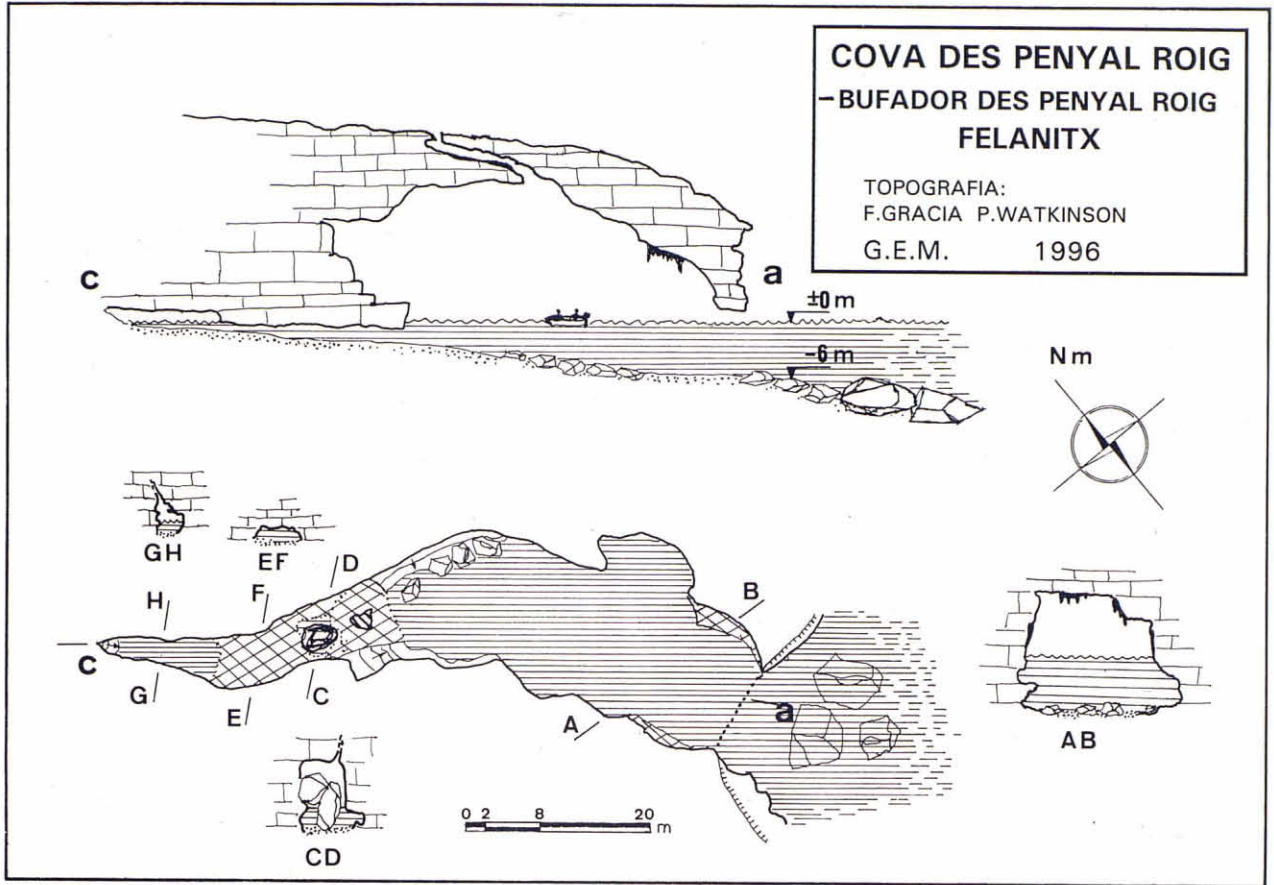 COVA DES PENYAL ROIG
-BUFADOR DES PENYAL ROIG
FELANITX
TOPOGRAFIA:
F.GRACIA P.WATKINSON
G.E.M. 1996
c
a
±0 m
-6 m
N m
GH
EF
D
F
H
B
c
G
E
C
A
a
AB
CD
0 2 8 20
m